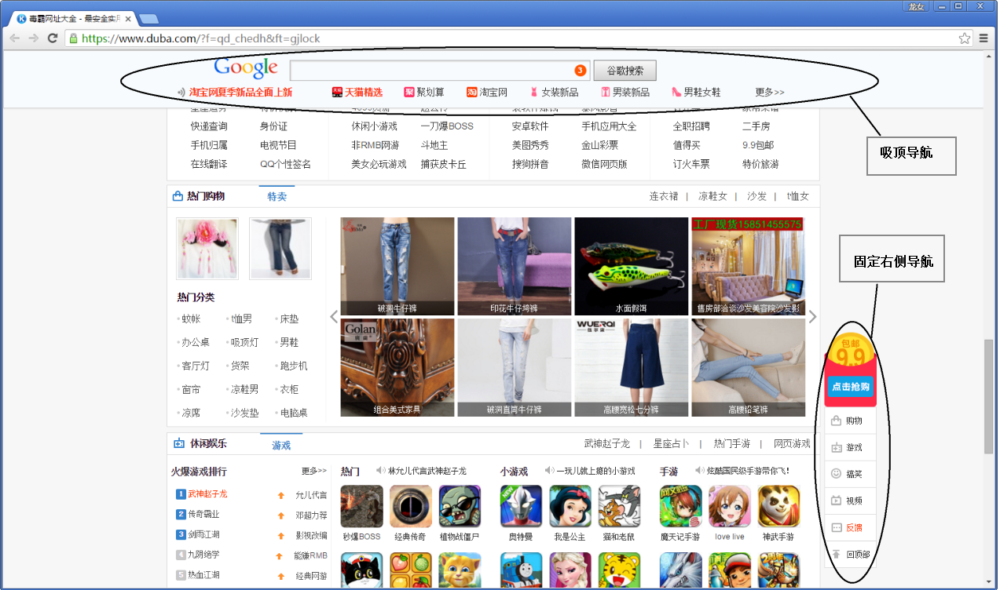 龙女
毒霸网址大全 - 最安全实用
https://www.duba.com/?f=qd_chedh&ft=gjlock
Google
3
谷歌搜索
淘宝网夏季新品全面上新
天猫精选
聚划算
淘宝网
女装新品
男装新品
男鞋女鞋
更多>>
吸顶导航
快递查询 身份证 休闲小游戏 一刀爆BOSS 安卓软件 手机应用大全 全职招聘 二手房
手机归属 电视节目 非RMB网游 斗地主 美图秀秀 金山彩票 值得买 9.9包邮
在线翻译 QQ个性签名 美女必玩游戏 捕获皮卡丘 搜狗拼音 微信网页版 订火车票 特价旅游
热门购物 特卖 连衣裙 | 凉鞋女 | 沙发 | t恤女
工厂现货15851455575
破洞牛仔裤 印花牛仔垮裤 水面假饵 售房部洽谈沙发美容院沙发影
热门分类
蚊帐 t恤男 床垫
办公桌 吸顶灯 男鞋
客厅灯 货架 跑步机
窗帘 凉鞋男 衣柜
凉席 沙发垫 电脑桌
Golan
WUERQI
组合美式家具 破洞直筒牛仔裤 高腰宽松七分裤 高腰铅笔裤
固定右侧导航
包邮
9.9
点击抢购
购物
游戏
搞笑
视频
反馈
回顶部
休闲娱乐 游戏 武神赵子龙 | 星座占卜 | 热门手游 | 网页游戏
火爆游戏排行 更多>>
1 武神赵子龙 允儿代言
2 传奇霸业 邓超力荐
3 剑雨江湖 影视改编
4 九阴绝学 能赚RMB
5 热血江湖 经典网游
热门 林允儿代言武神赵子龙
秒爆BOSS 经典传奇 植物战僵尸
小游戏 一玩儿就上瘾的小游戏
NEW
奥特曼 我是公主 猫和老鼠
手游 炫酷国民级手游带你飞！
魔天记手游 love live 神武手游